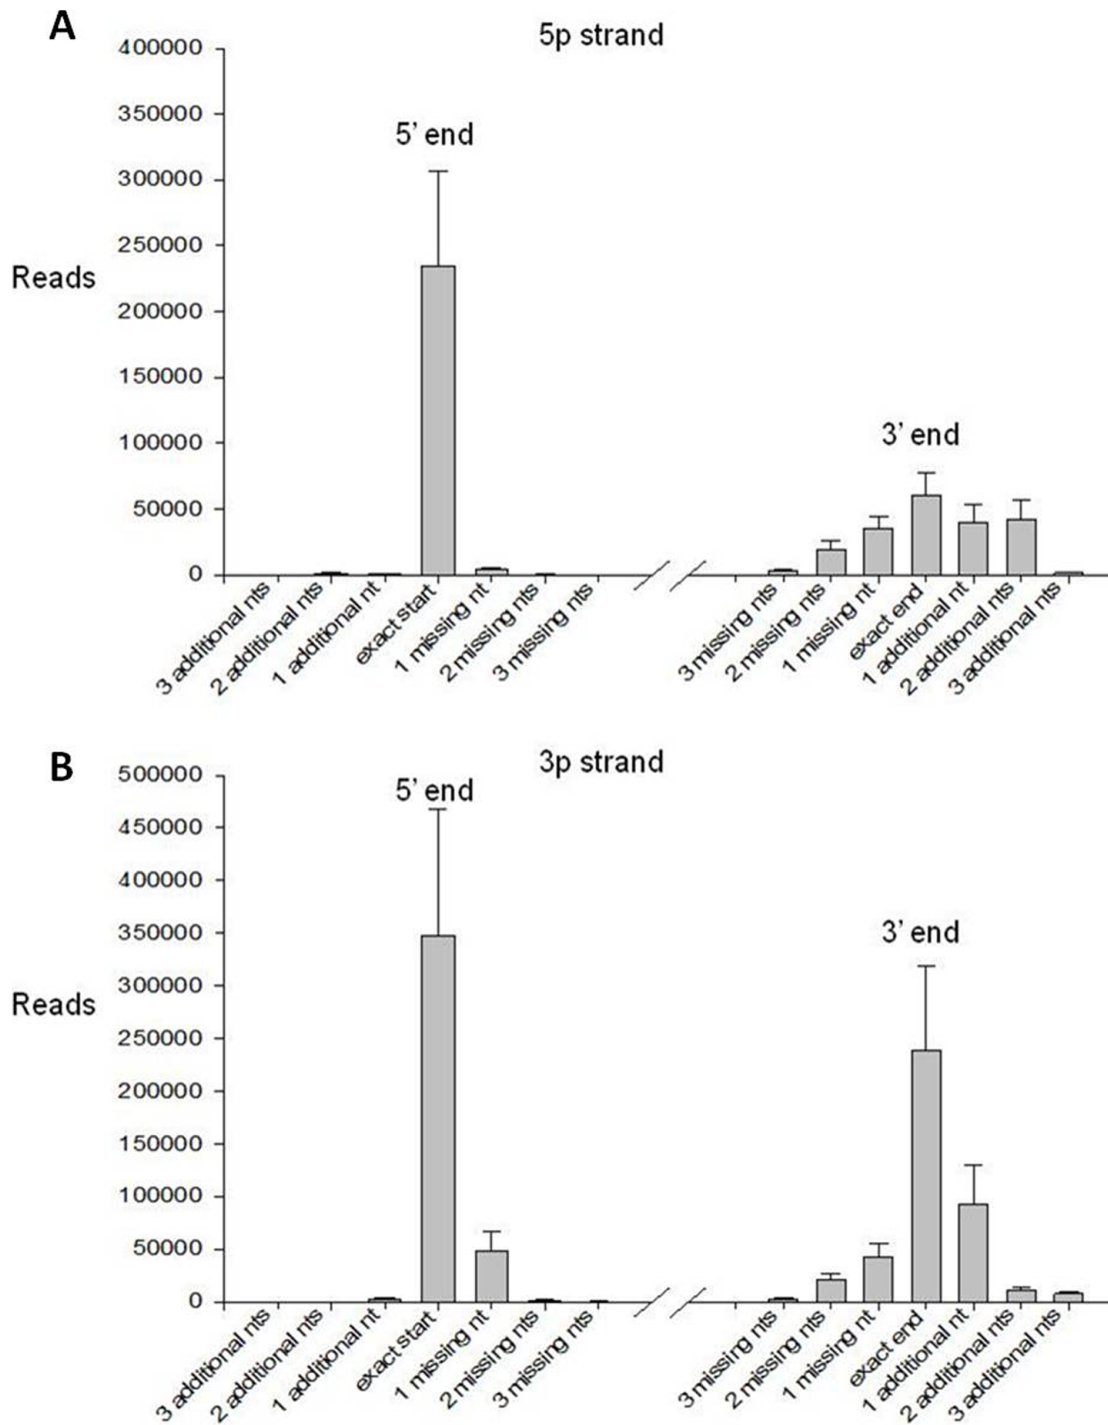 A
5p strand
400000
350000
300000
250000
200000
150000
100000
50000
0
Reads
5’ end
3’ end
3 additional nts
2 additional nts
1 additional nt
exact start
1 missing nt
2 missing nts
3 missing nts
3 missing nts
2 missing nts
1 missing nt
exact end
1 additional nt
2 additional nts
3 additional nts
B
3p strand
500000
450000
400000
350000
300000
250000
200000
150000
100000
50000
0
Reads
5’ end
3’ end
3 additional nts
2 additional nts
1 additional nt
exact start
1 missing nt
2 missing nts
3 missing nts
3 missing nts
2 missing nts
1 missing nt
exact end
1 additional nt
2 additional nts
3 additional nts